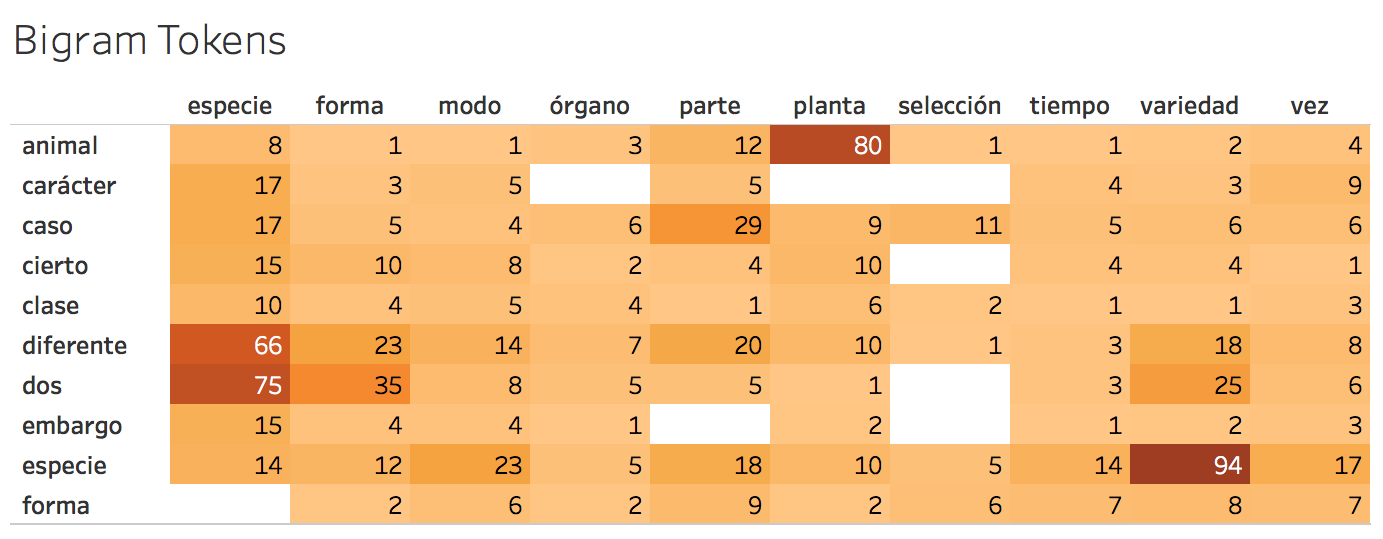 Bigram Tokens
especie forma modo órgano parte planta selección tiempo variedad vez
animal 8 1 1 3 12 80 1 1 2 4
carácter 17 3 5 5 4 3 9
caso 17 5 4 6 29 9 11 5 6 6
cierto 15 10 8 2 4 10 4 4 1
clase 10 4 5 4 1 6 2 1 1 3
diferente 66 23 14 7 20 10 1 3 18 8
dos 75 35 8 5 5 1 3 25 6
embargo 15 4 4 1 2 1 2 3
especie 14 12 23 5 18 10 5 14 94 17
forma 2 6 2 9 2 6 7 8 7